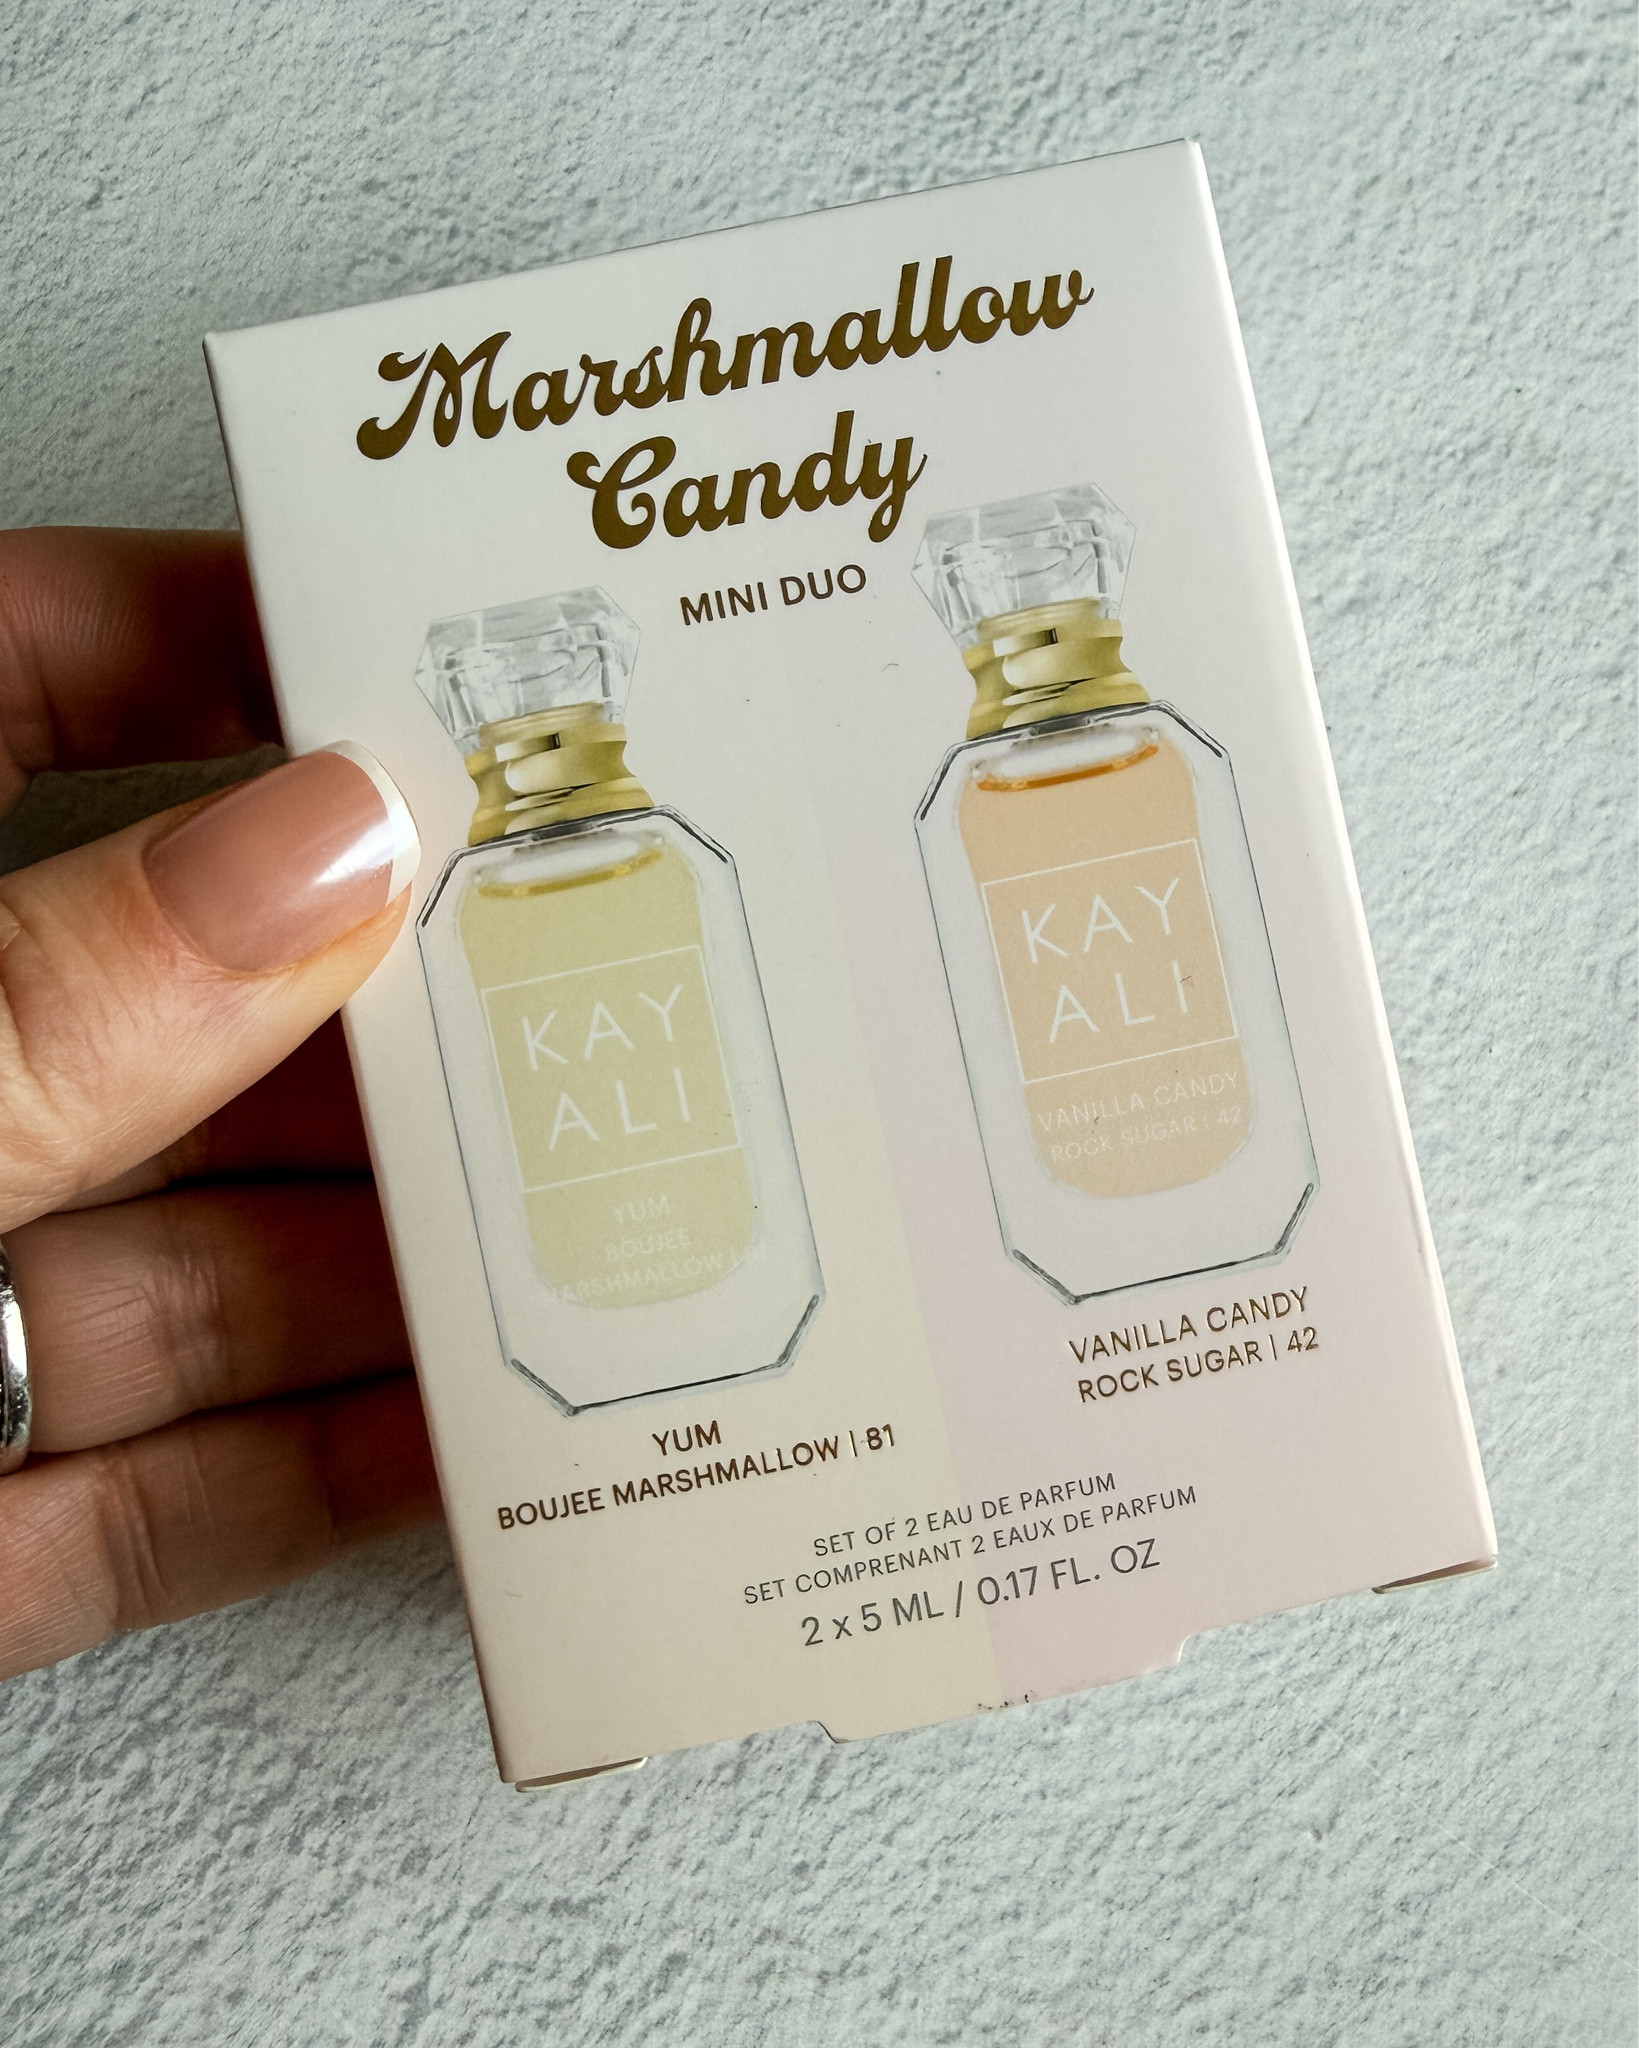 Marshmallow
Candy
MINI DUO
KAY
ALI
YUM
BOUJEE
MARSHMALLOW |
KAY
ALI
VANILLA CANDY
ROCK SUGAR | 42
YUM
BOUJEE MARSHMALLOW | 81
VANILLA CANDY
ROCK SUGAR | 42
SET OF 2 EAU DE PARFUM
SET COMPRENANT 2 EAUX DE PARFUM
2 x 5 ML / 0.17 FL. OZ